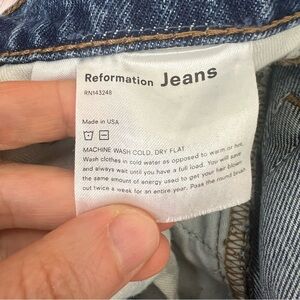 Reformation Jeans
RN143248
Made in USA
MACHINE WASH COLD, DRY FLAT
Wash clothes in cold water as opposed to warm or hot,
and always wait until you have a full load. You will save
the same amount of energy used to get your hair blown
out twice a week for an entire year. Pass the round brush.